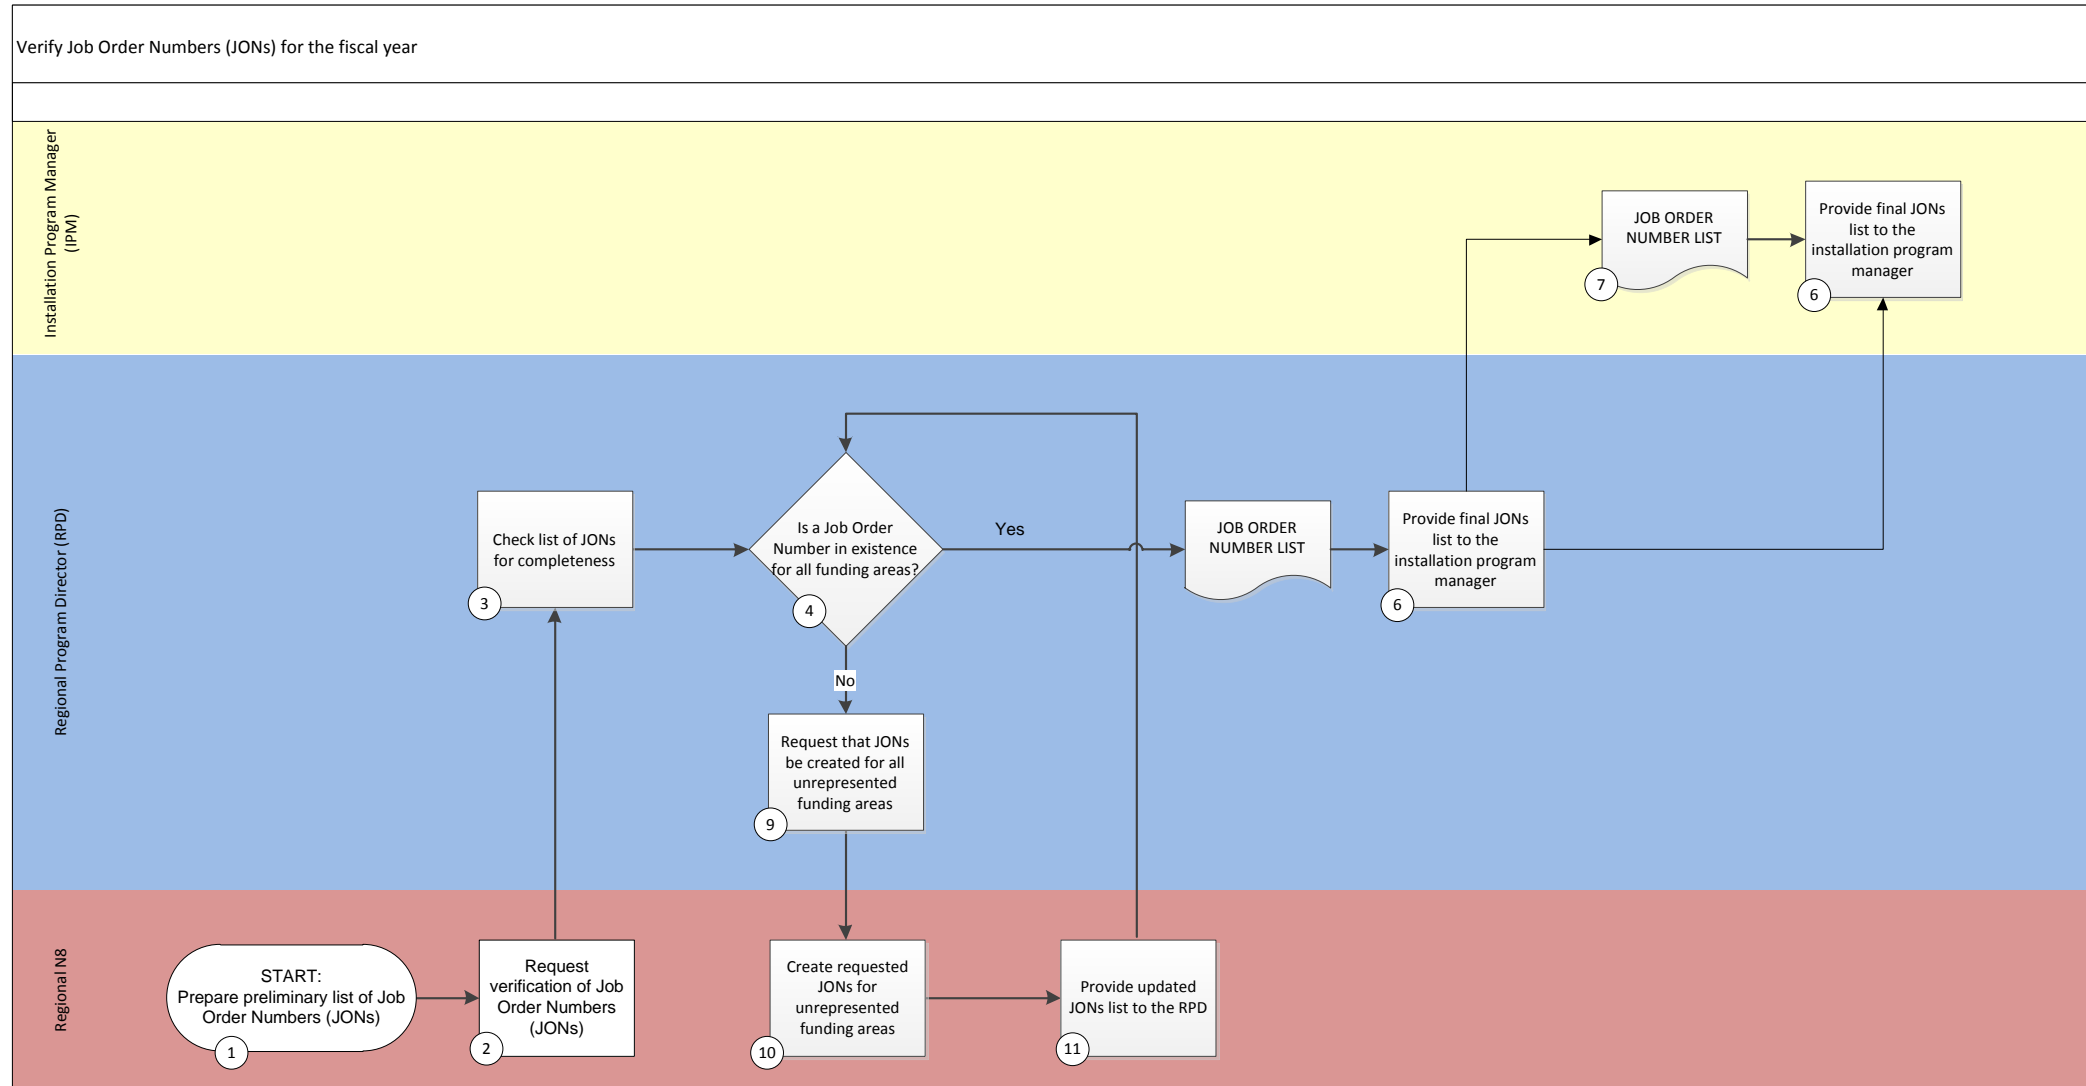 Verify Job Order Numbers (JONs) for the fiscal year
Installation Program Manager
(IPM)
JOB ORDER
NUMBER LIST
7
Provide final JONs
list to the
installation program
manager
6
Regional Program Director (RPD)
Check list of JONs
for completeness
3
Is a Job Order
Number in existence
for all funding areas?
4
Yes
No
JOB ORDER
NUMBER LIST
Provide final JONs
list to the
installation program
manager
6
Request that JONs
be created for all
unrepresented
funding areas
9
Regional N8
START:
Prepare preliminary list of Job
Order Numbers (JONs)
1
Request
verification of Job
Order Numbers
(JONs)
2
Create requested
JONs for
unrepresented
funding areas
10
Provide updated
JONs list to the RPD
11